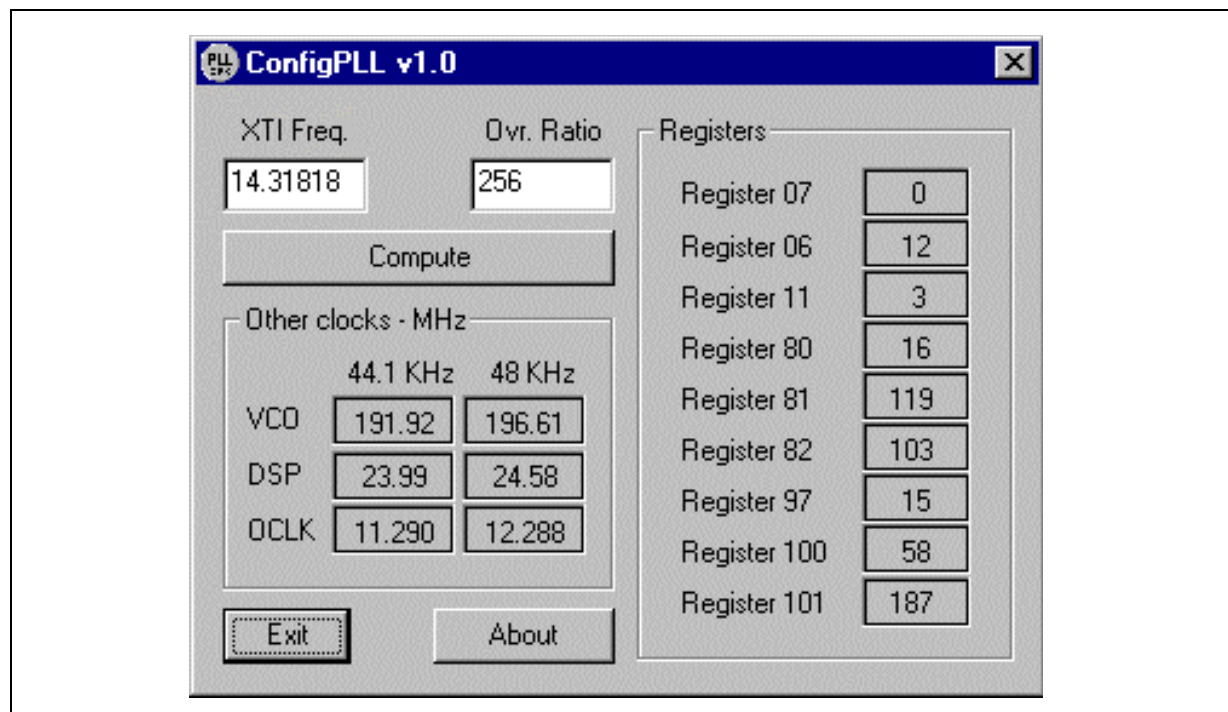 ConfigPLL v1.0
XTI Freq.
Ovr. Ratio
14.31818
256
Compute
Other clocks - MHz
44.1 KHz 48 KHz
VCO 191.92 196.61
DSP 23.99 24.58
OCLK 11.290 12.288
Exit
About
Registers
Register 07 0
Register 06 12
Register 11 3
Register 80 16
Register 81 119
Register 82 103
Register 97 15
Register 100 58
Register 101 187